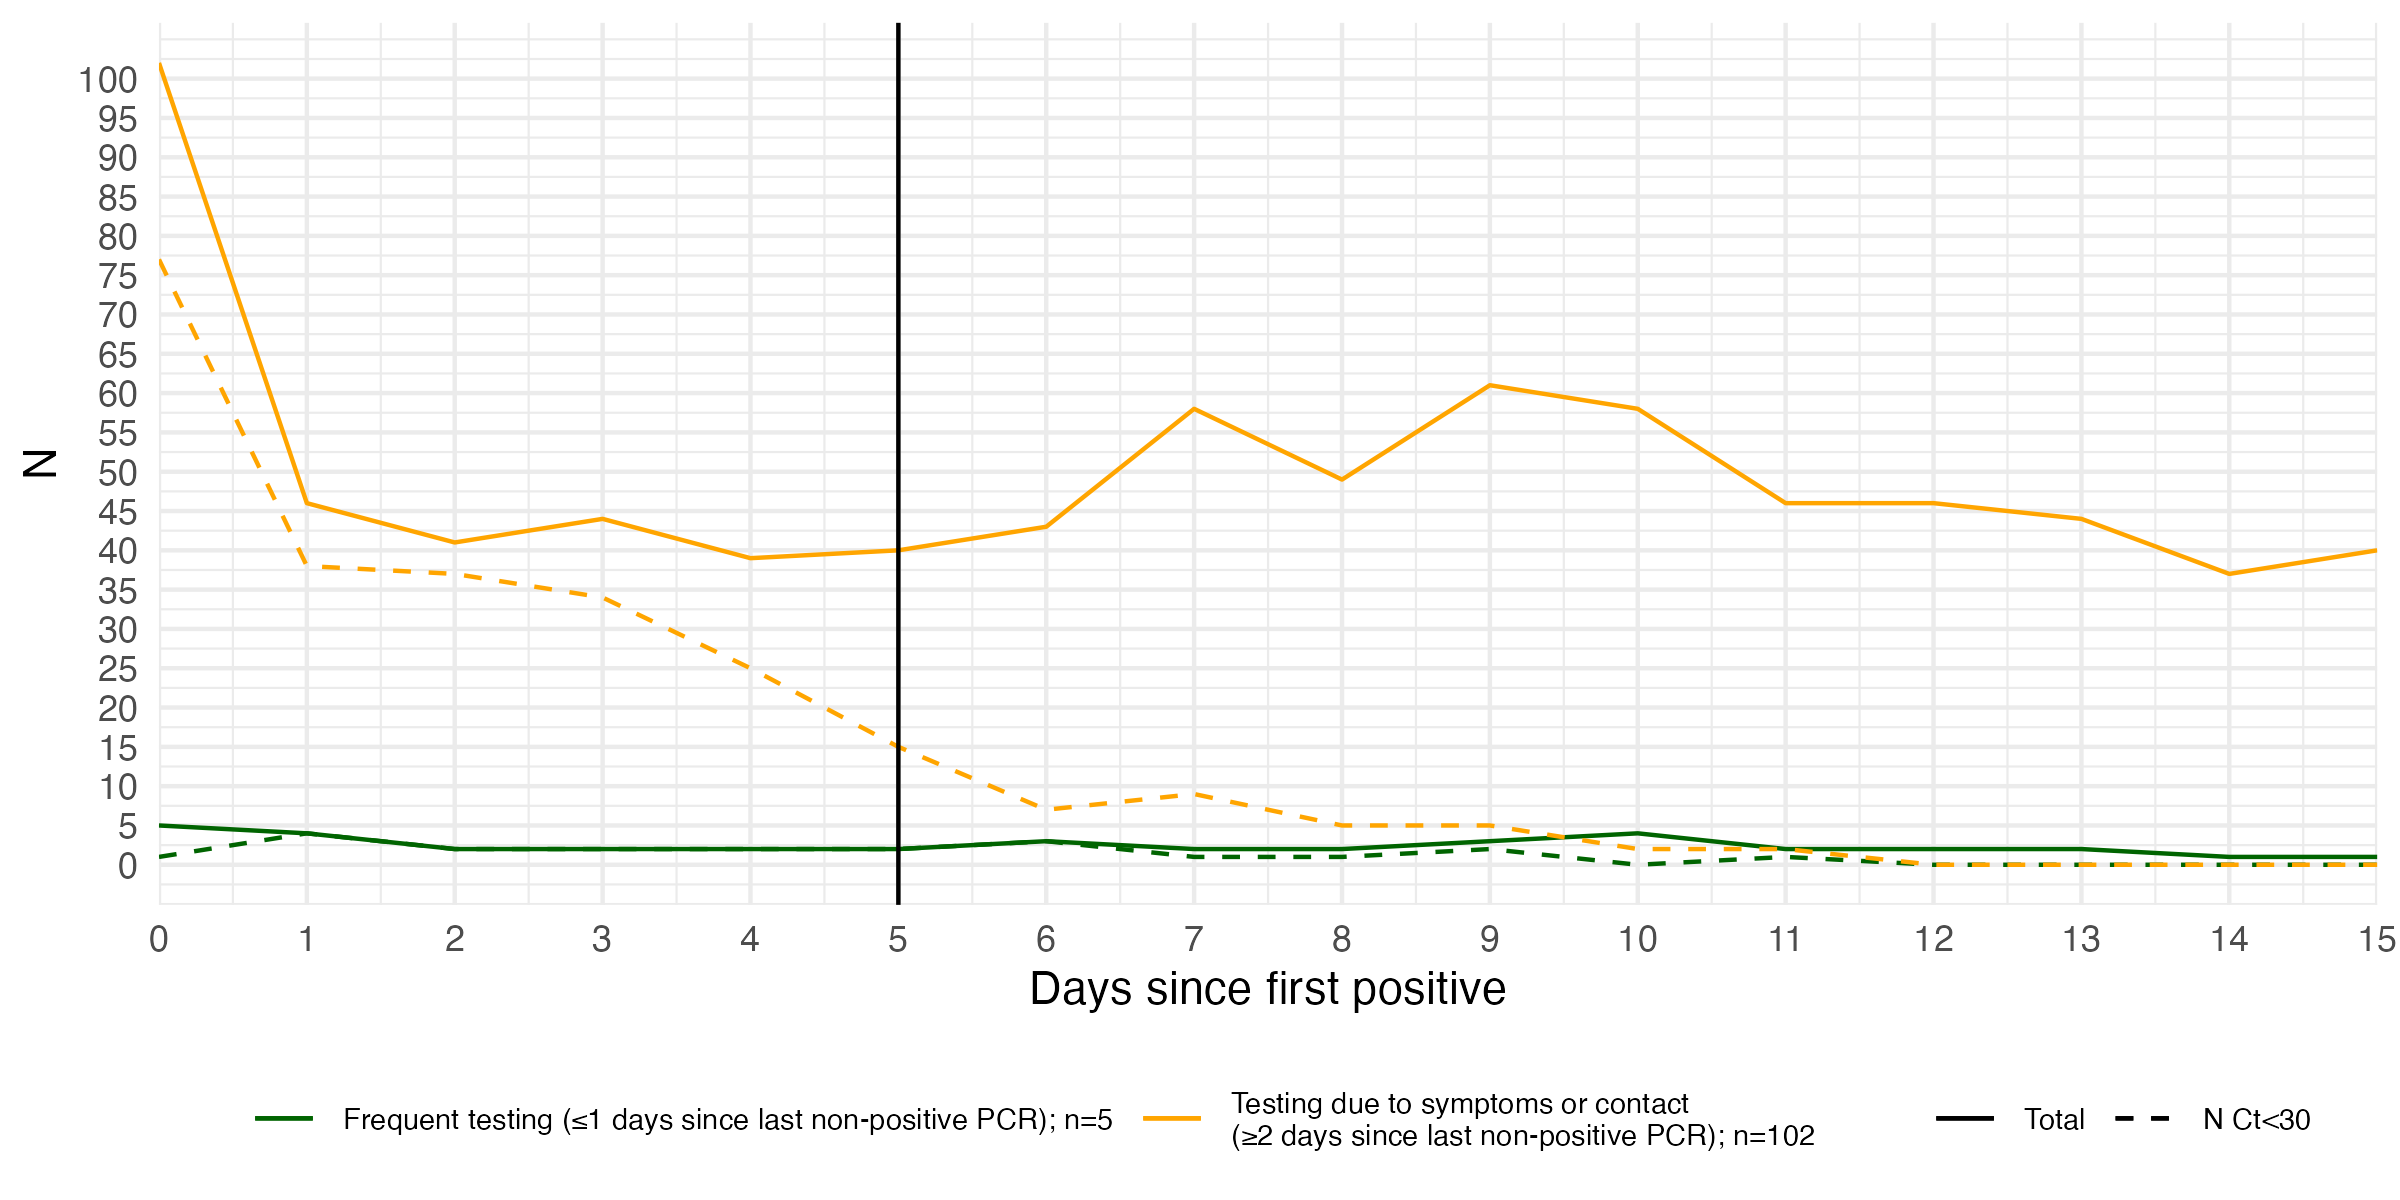 100
95
90
85
80
75
70
65
60
55
50
45
40
35
30
25
20
15
10
5
0
N
0 1 2 3 4 5 6 7 8 9 10 11 12 13 14 15
Days since first positive
Frequent testing (≤1 days since last non-positive PCR); n=5
Testing due to symptoms or contact
(≥2 days since last non-positive PCR); n=102
Total
N Ct<30